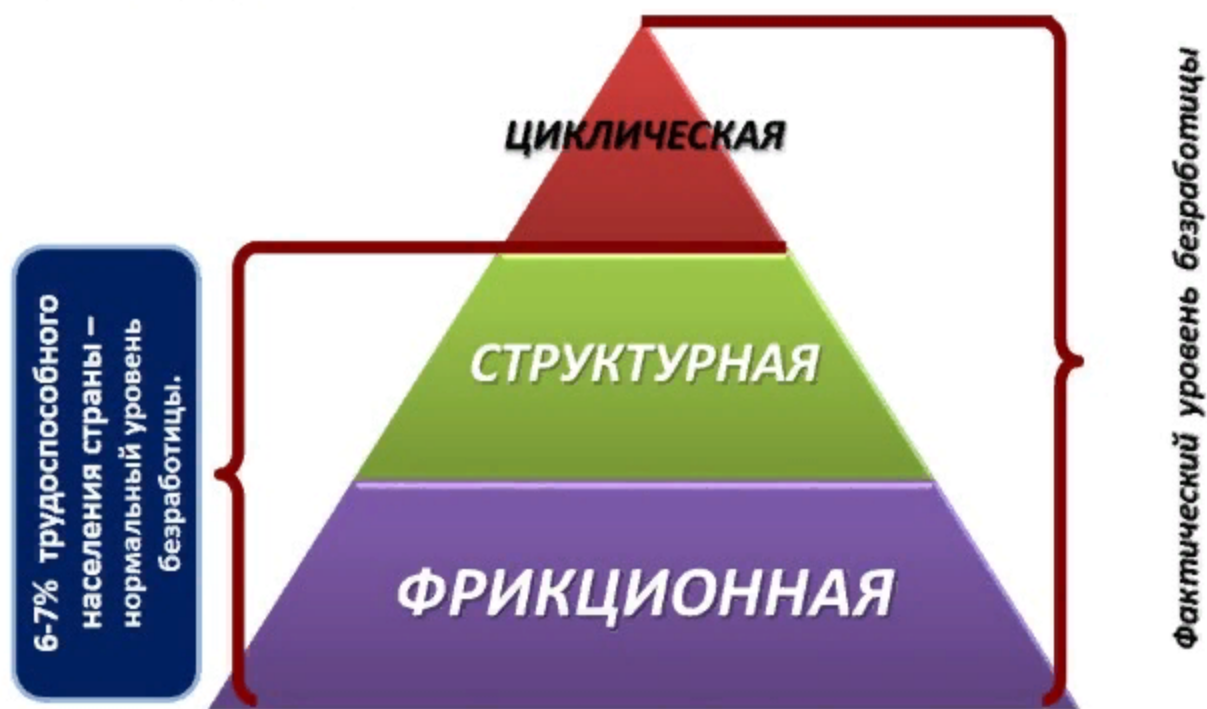 ЦИКЛИЧЕСКАЯ
СТРУКТУРНАЯ
ФРИКЦИОННАЯ
6-7% трудоспособного
населения страны –
нормальный уровень
безработицы.
Фактический уровень безработицы